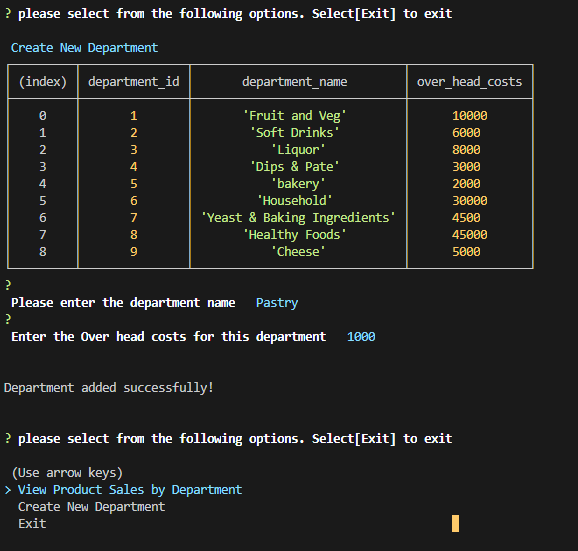 ? please select from the following options. Select[Exit] to exit
Create New Department
(index) department_id department_name over_head_costs
0 1 'Fruit and Veg' 10000
1 2 'Soft Drinks' 6000
2 3 'Liquor' 8000
3 4 'Dips & Pate' 3000
4 5 'bakery' 2000
5 6 'Household' 30000
6 7 'Yeast & Baking Ingredients' 4500
7 8 'Healthy Foods' 45000
8 9 'Cheese' 5000
?
Please enter the department name Pastry
?
Enter the Over head costs for this department 1000
Department added successfully!
? please select from the following options. Select[Exit] to exit
(Use arrow keys)
> View Product Sales by Department
Create New Department
Exit